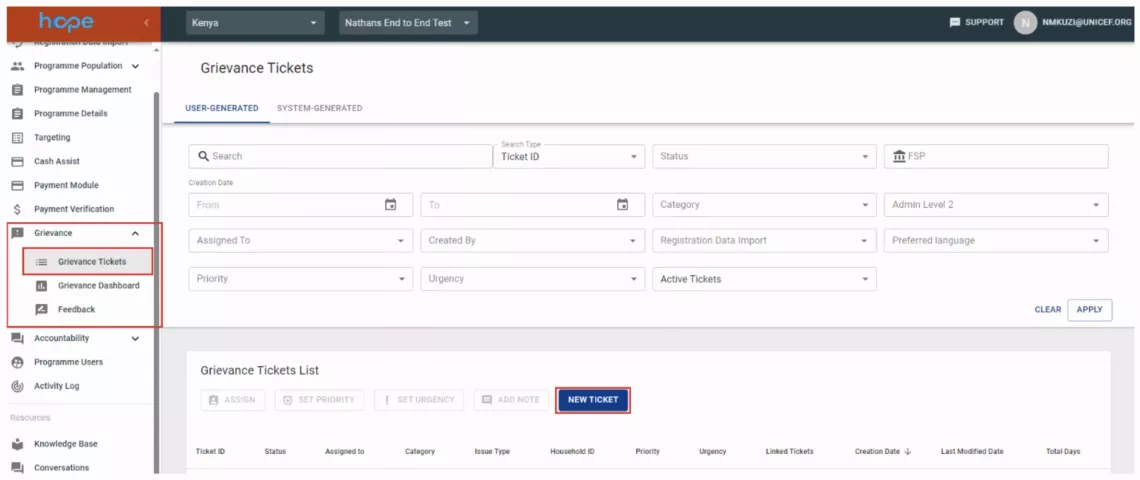 hope
Kenya
Nathans End to End Test
SUPPORT
N
NMKUZI@UNICEF.ORG
Registration Data Import
Programme Population
Programme Management
Programme Details
Targeting
Cash Assist
Payment Module
Payment Verification
Grievance
Grievance Tickets
Grievance Dashboard
Feedback
Accountability
Programme Users
Activity Log
Resources
Knowledge Base
Conversations
Grievance Tickets
USER-GENERATED SYSTEM-GENERATED
Search
Search Type
Ticket ID
Status
FSP
Creation Date
From
To
Category
Admin Level 2
Assigned To
Created By
Registration Data Import
Preferred language
Priority
Urgency
Active Tickets
CLEAR APPLY
Grievance Tickets List
ASSIGN SET PRIORITY SET URGENCY ADD NOTE NEW TICKET
Ticket ID Status Assigned to Category Issue Type Household ID Priority Urgency Linked Tickets Creation Date Last Modified Date Total Days